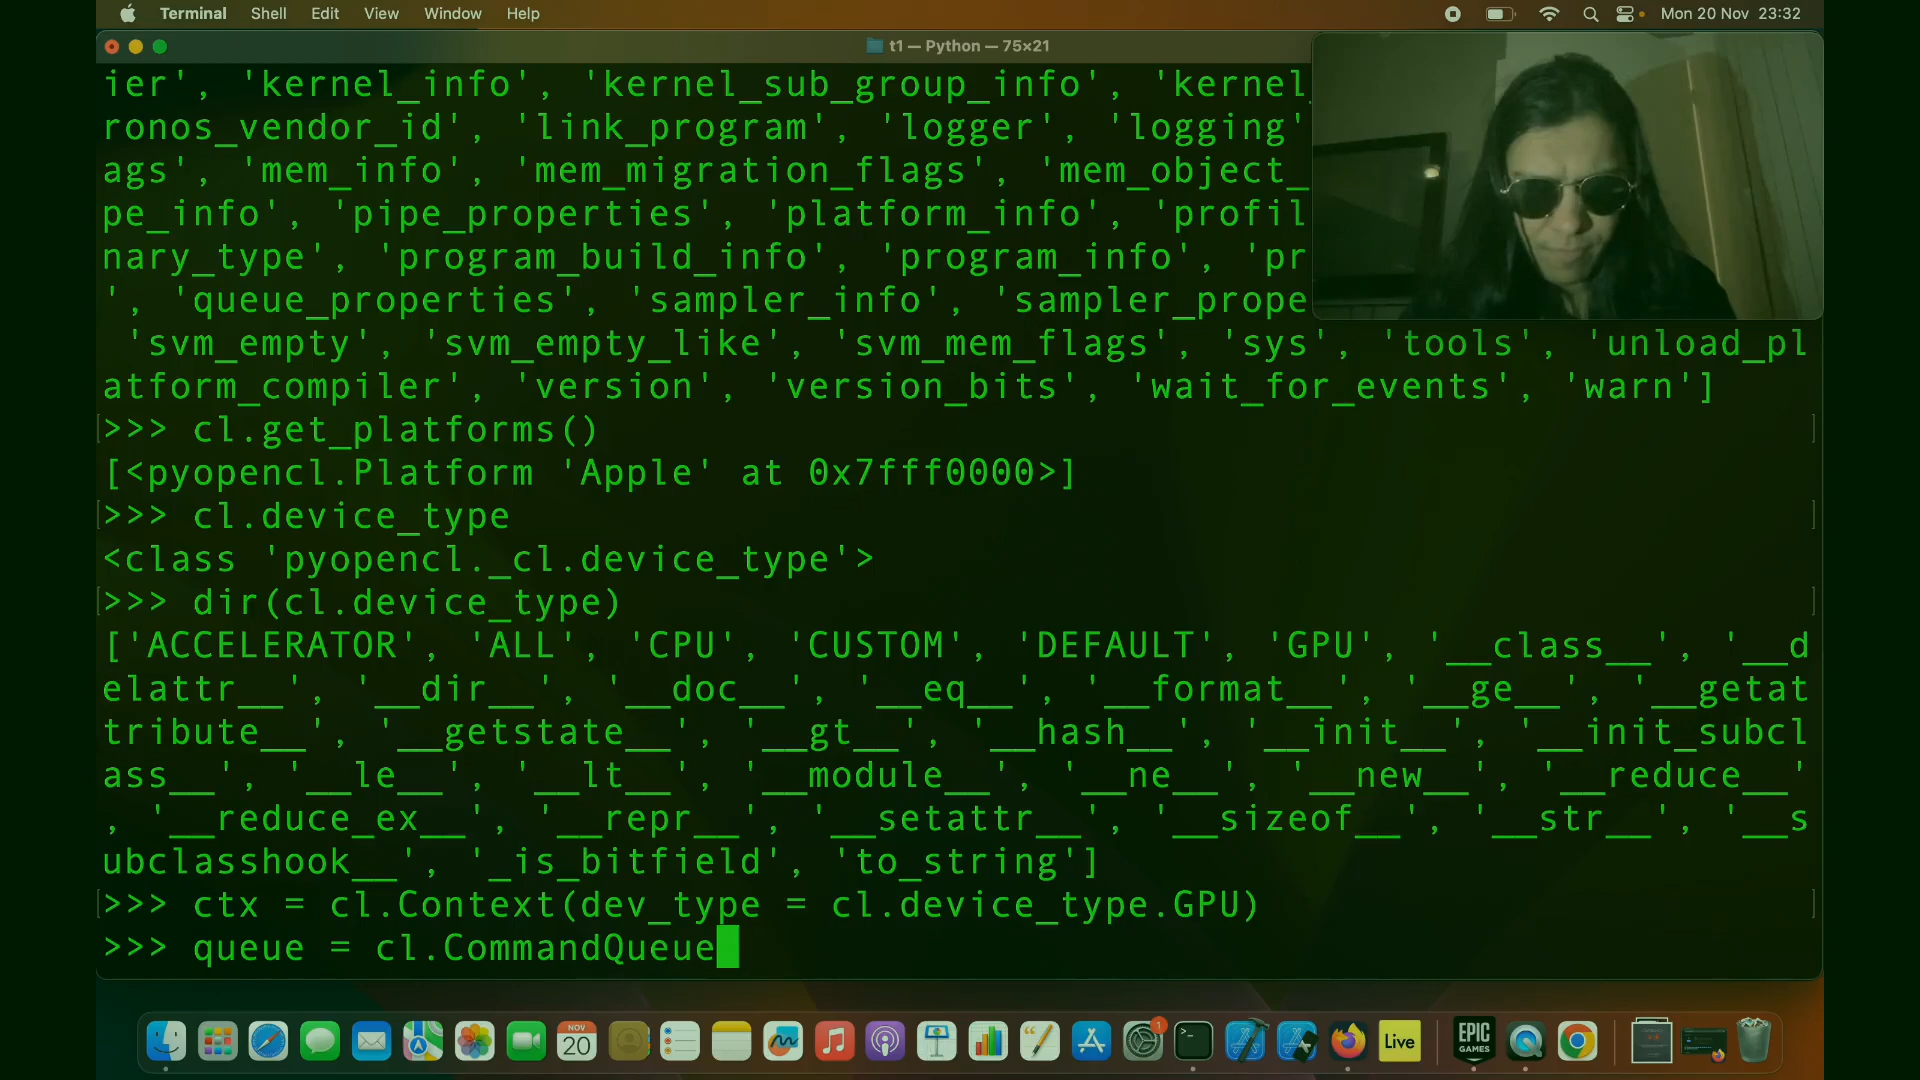 Terminal Shell Edit View Window Help Mon 20 Nov 23:32
t1 — Python — 75×21
ier', 'kernel_info', 'kernel_sub_group_info', 'kernel_
ronos_vendor_id', 'link_program', 'logger', 'logging'
ags', 'mem_info', 'mem_migration_flags', 'mem_object_
pe_info', 'pipe_properties', 'platform_info', 'profil
nary_type', 'program_build_info', 'program_info', 'pr
', 'queue_properties', 'sampler_info', 'sampler_prope
'svm_empty', 'svm_empty_like', 'svm_mem_flags', 'sys', 'tools', 'unload_pl
atform_compiler', 'version', 'version_bits', 'wait_for_events', 'warn']
>>> cl.get_platforms()
[<pyopencl.Platform 'Apple' at 0x7fff0000>]
>>> cl.device_type
<class 'pyopencl._cl.device_type'>
>>> dir(cl.device_type)
['ACCELERATOR', 'ALL', 'CPU', 'CUSTOM', 'DEFAULT', 'GPU', '__class__', '__d
elattr__', '__dir__', '__doc__', '__eq__', '__format__', '__ge__', '__getat
tribute__', '__getstate__', '__gt__', '__hash__', '__init__', '__init_subcl
ass__', '__le__', '__lt__', '__module__', '__ne__', '__new__', '__reduce__'
, '__reduce_ex__', '__repr__', '__setattr__', '__sizeof__', '__str__', '__s
ubclasshook__', '_is_bitfield', 'to_string']
>>> ctx = cl.Context(dev_type = cl.device_type.GPU)
>>> queue = cl.CommandQueue
NOV
20
1
Live
EPIC
GAMES